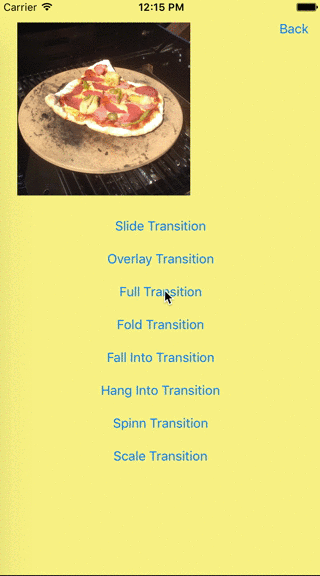 Carrier 12:15 PM
Back
Slide Transition
Overlay Transition
Full Transition
Fold Transition
Fall Into Transition
Hang Into Transition
Spinn Transition
Scale Transition